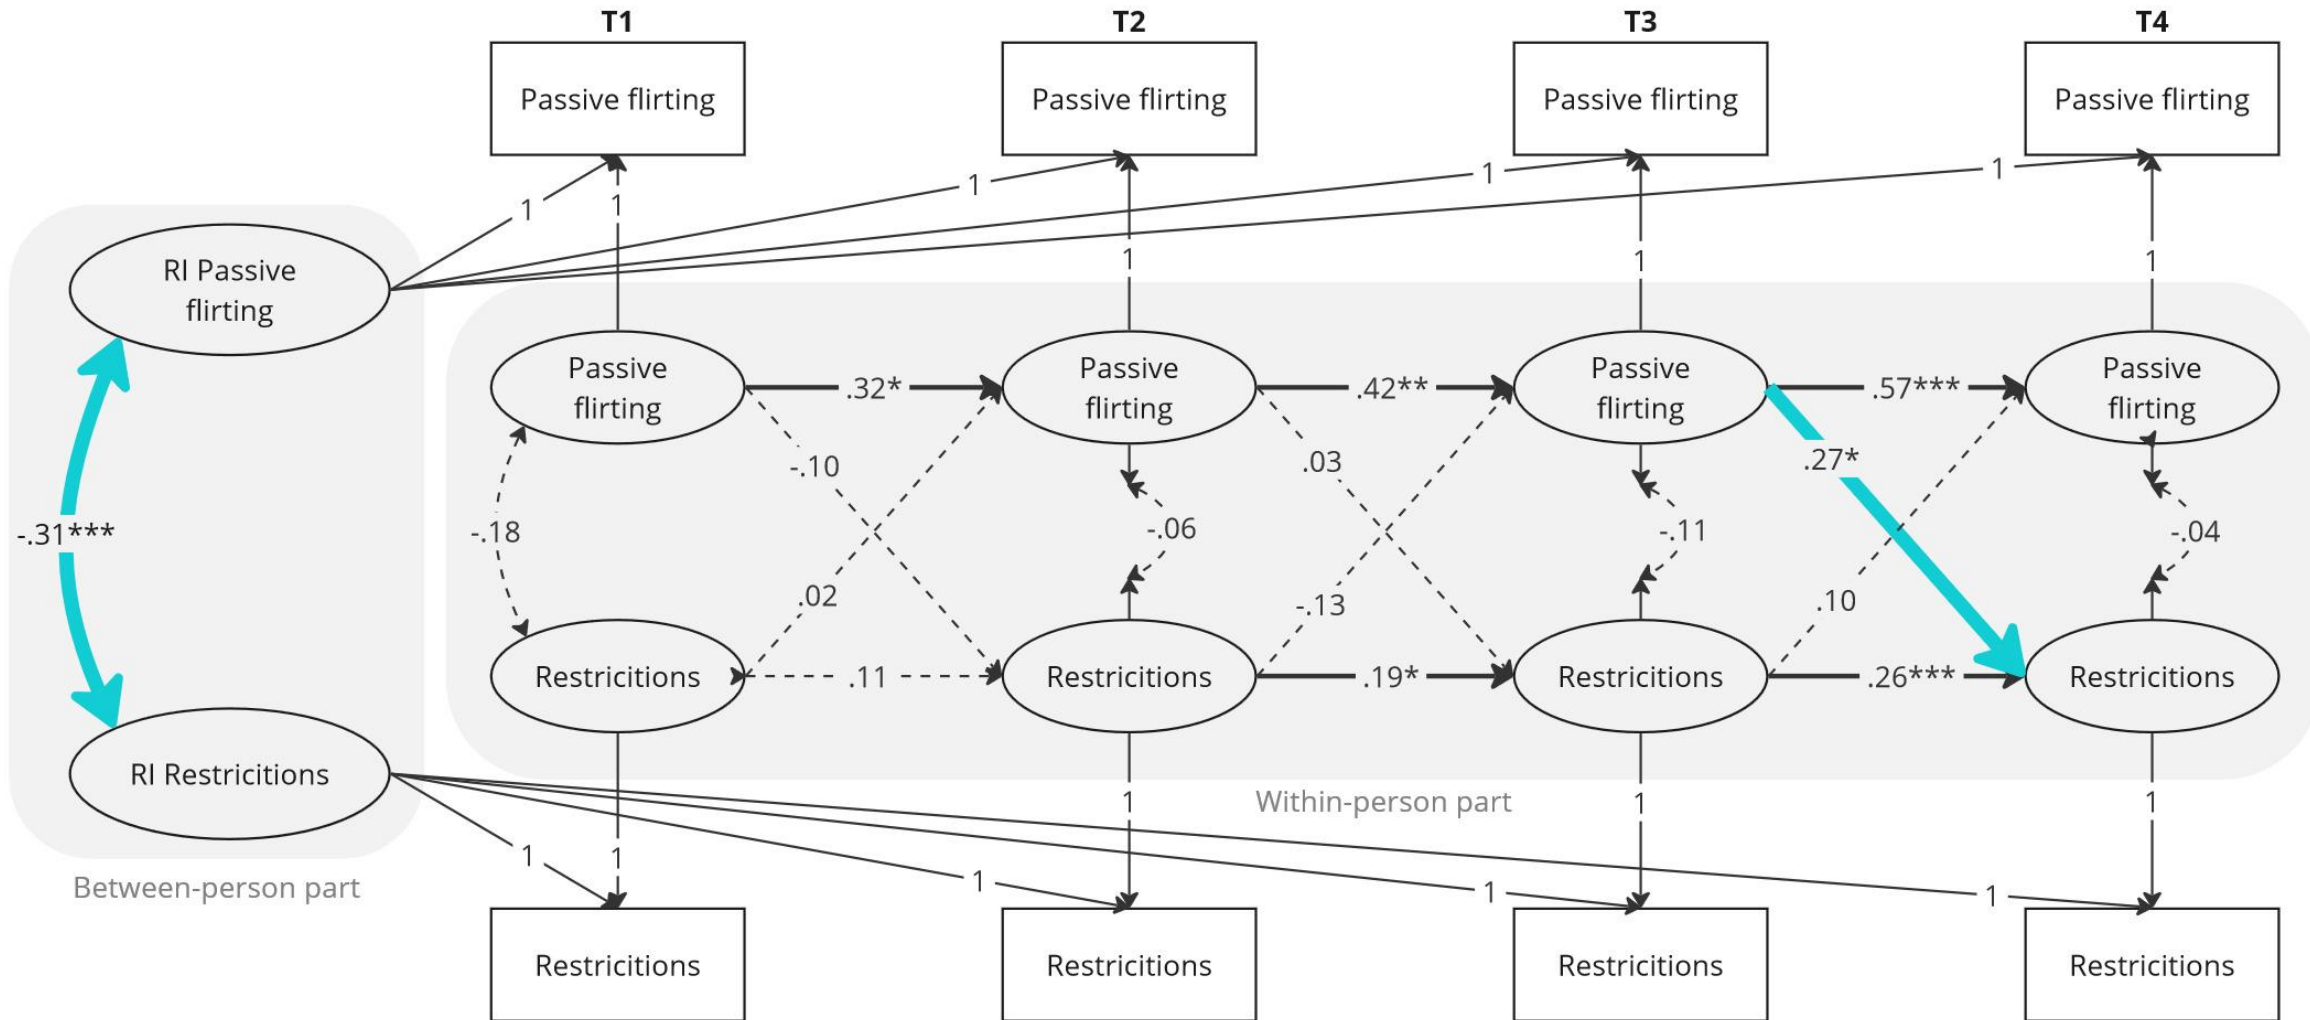 T1
T2
T3
T4
Passive flirting
Passive flirting
Passive flirting
Passive flirting
1
1
1
1
1
1
1
1
RI Passive
flirting
Passive
flirting
.32*
Passive
flirting
.42**
Passive
flirting
.57***
Passive
flirting
-.10
.03
.27*
-.31***
-.18
-.06
-.11
-.04
.02
-.13
.10
Restricitions
.11
Restricitions
.19*
Restricitions
.26***
Restricitions
RI Restricitions
Within-person part
1
1
1
1
1
1
1
1
Between-person part
Restricitions
Restricitions
Restricitions
Restricitions